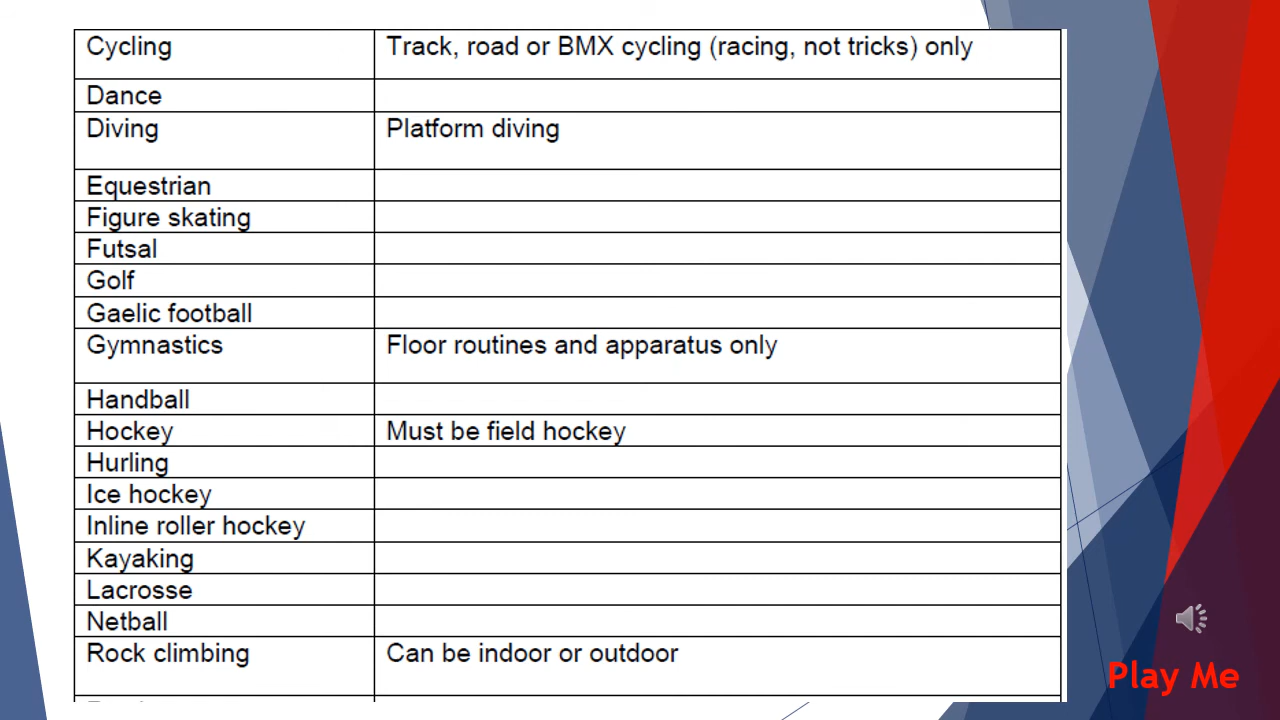 Cycling Track, road or BMX cycling (racing, not tricks) only
Dance
Diving Platform diving
Equestrian
Figure skating
Futsal
Golf
Gaelic football
Gymnastics Floor routines and apparatus only
Handball
Hockey Must be field hockey
Hurling
Ice hockey
Inline roller hockey
Kayaking
Lacrosse
Netball
Rock climbing Can be indoor or outdoor
Play Me